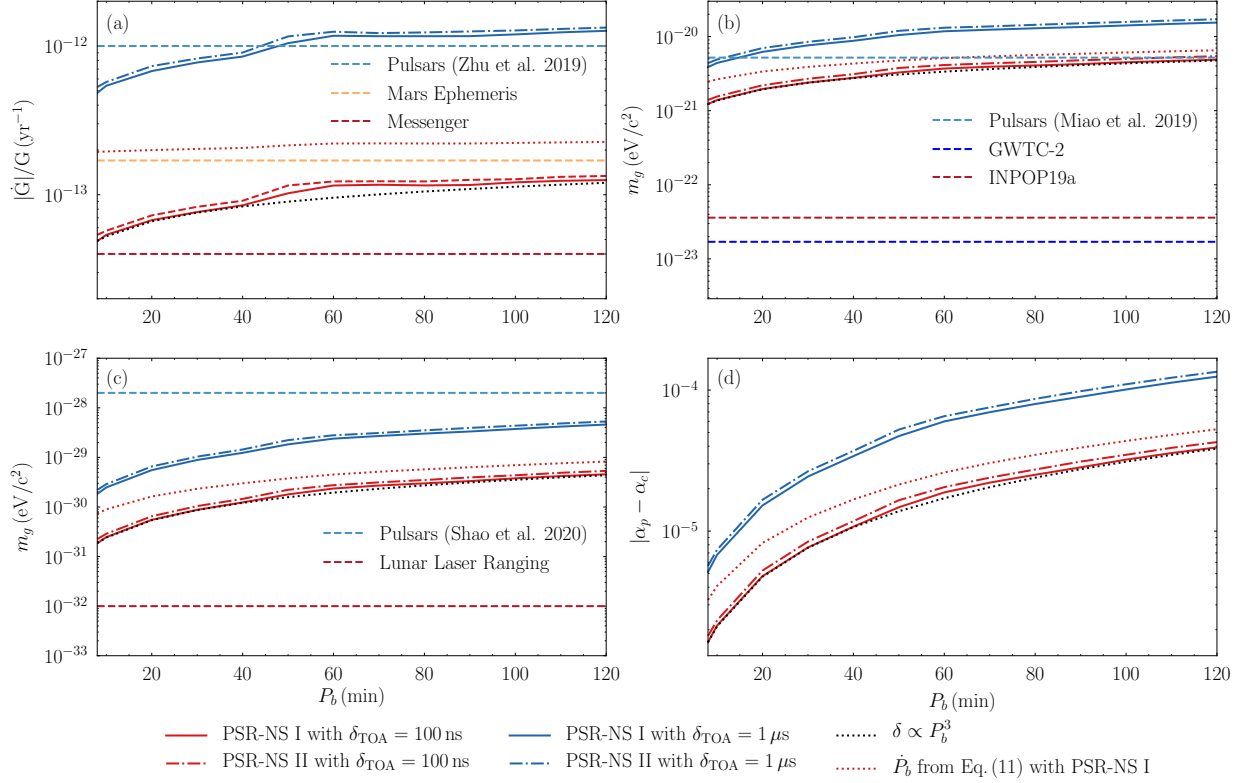 (a)
10⁻¹²
10⁻¹³
|Ġ|/G (yr⁻¹)
Pulsars (Zhu et al. 2019)
Mars Ephemeris
Messenger
20 40 60 80 100 120
(b)
10⁻²⁰
10⁻²¹
10⁻²²
10⁻²³
m_g (eV/c²)
Pulsars (Miao et al. 2019)
GWTC-2
INPOP19a
20 40 60 80 100 120
(c)
10⁻²⁷
10⁻²⁸
10⁻²⁹
10⁻³⁰
10⁻³¹
10⁻³²
10⁻³³
m_g (eV/c²)
Pulsars (Shao et al. 2020)
Lunar Laser Ranging
20 40 60 80 100 120
P_b (min)
(d)
10⁻⁴
10⁻⁵
|α_p − α_c|
20 40 60 80 100 120
P_b (min)
PSR-NS I with δ_TOA = 100 ns
PSR-NS II with δ_TOA = 100 ns
PSR-NS I with δ_TOA = 1 μs
PSR-NS II with δ_TOA = 1 μs
δ ∝ P_b³
Ṗ_b from Eq. (11) with PSR-NS I